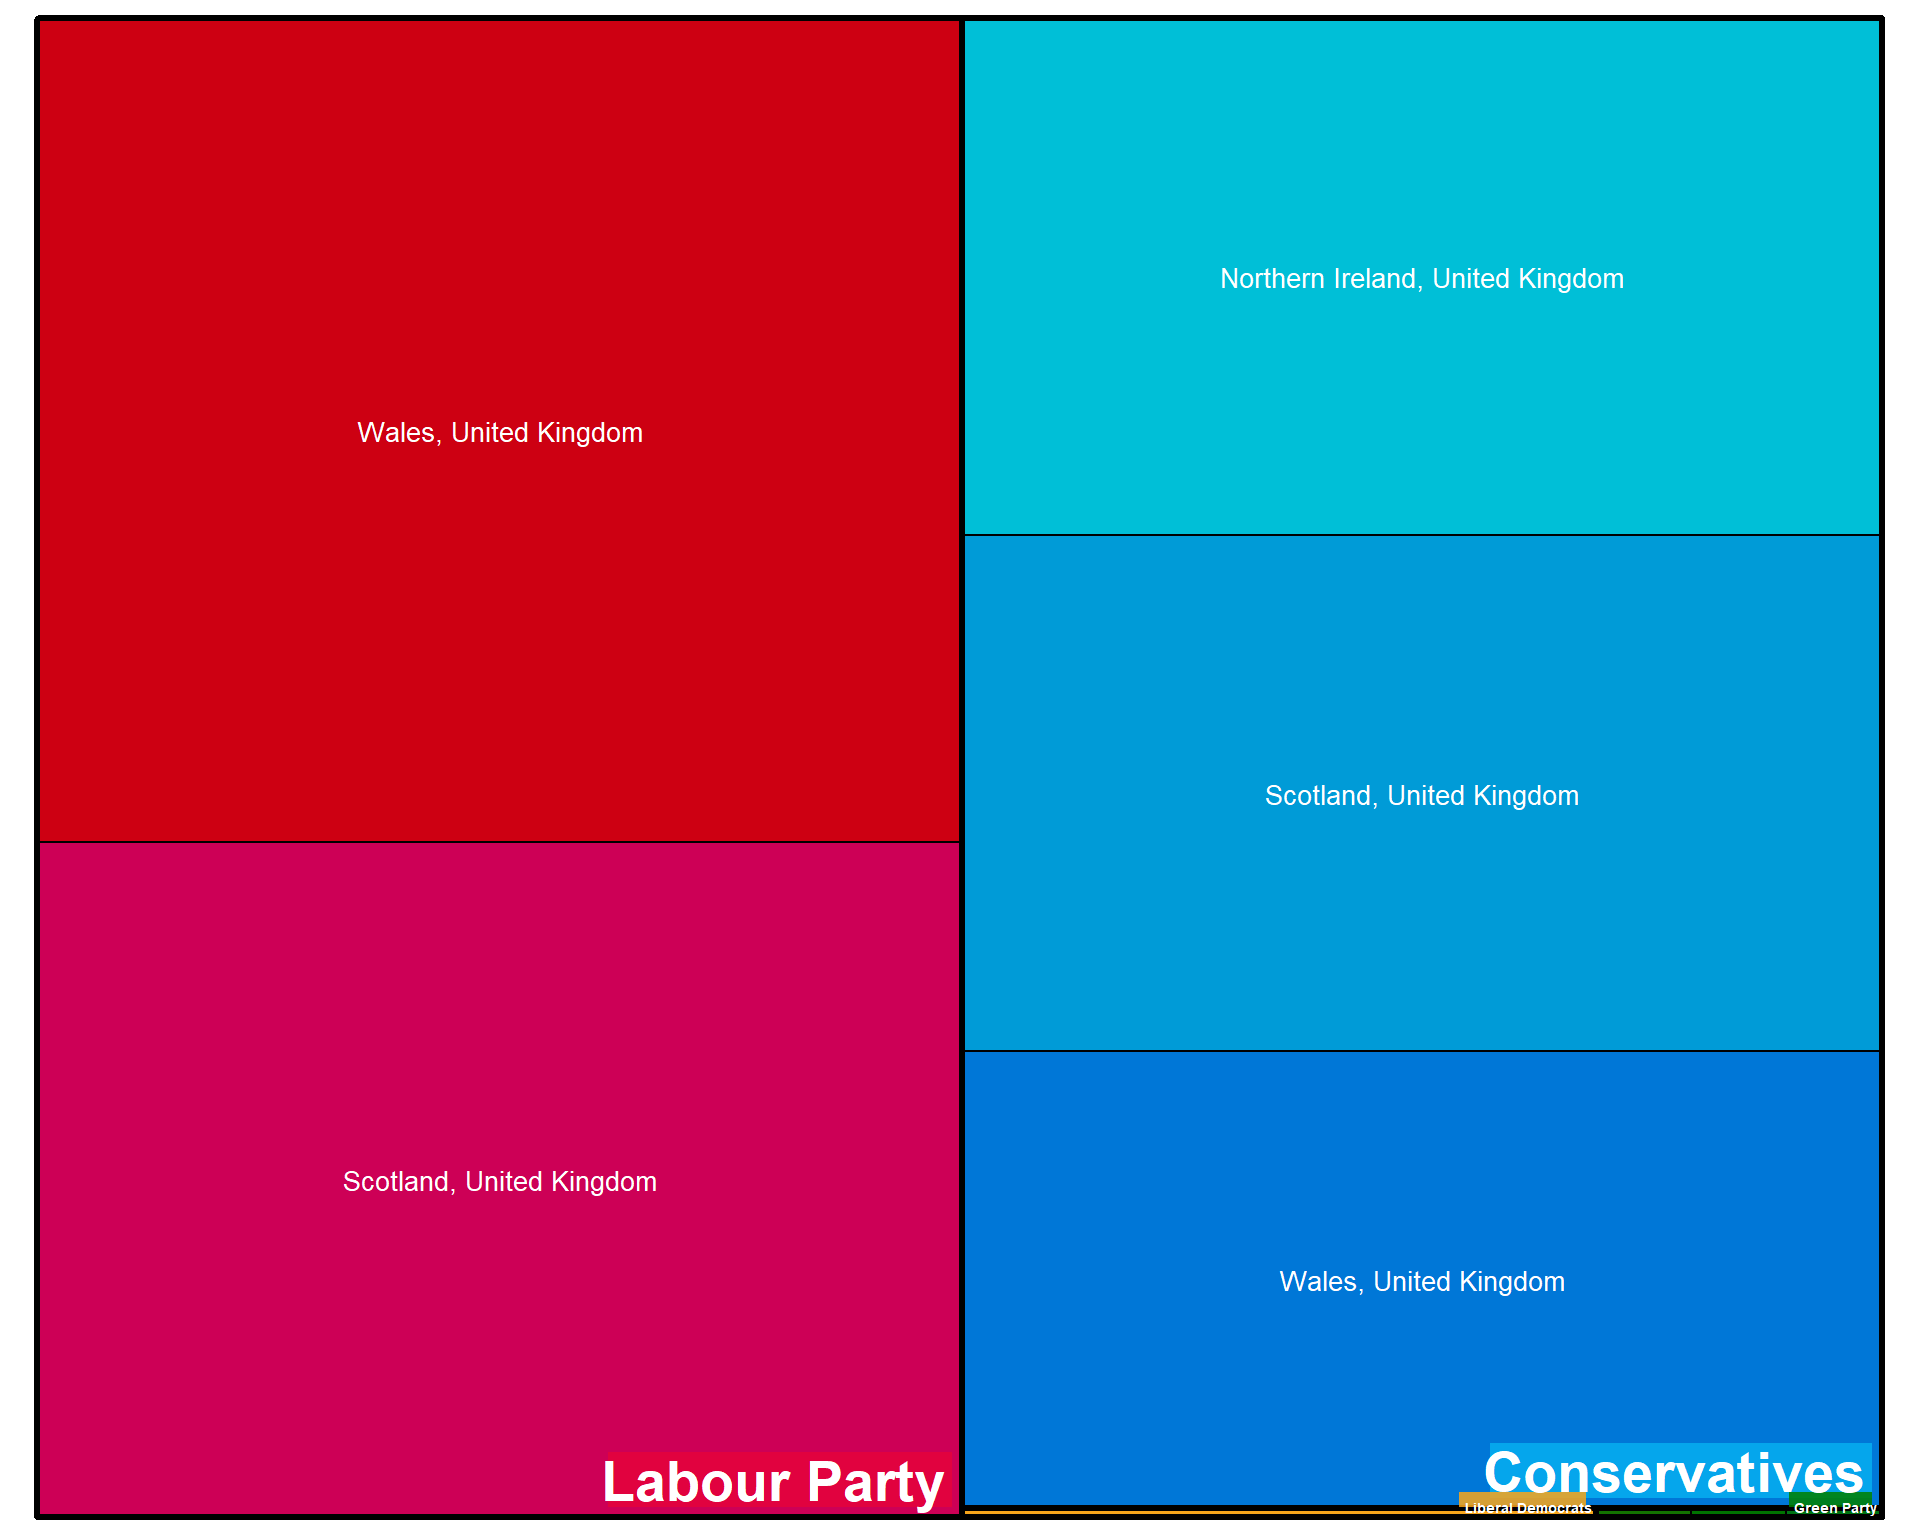 Wales, United Kingdom
Scotland, United Kingdom
Labour Party
Northern Ireland, United Kingdom
Scotland, United Kingdom
Wales, United Kingdom
Conservatives
Liberal Democrats
Green Party